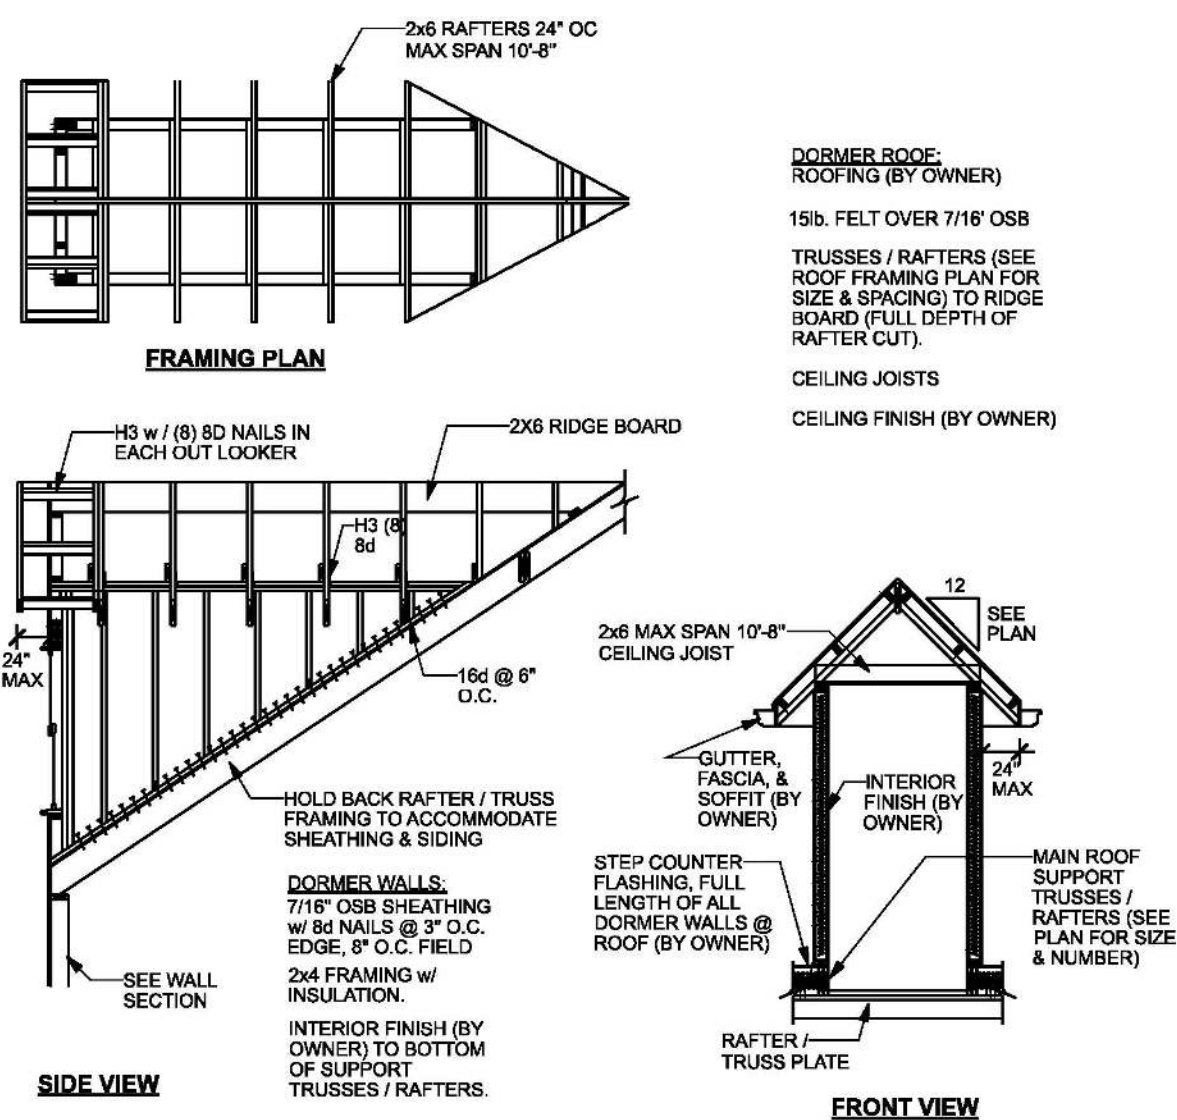 2x6 RAFTERS 24" OC
MAX SPAN 10'-8"
FRAMING PLAN
DORMER ROOF:
ROOFING (BY OWNER)
15lb. FELT OVER 7/16' OSB
TRUSSES / RAFTERS (SEE
ROOF FRAMING PLAN FOR
SIZE & SPACING) TO RIDGE
BOARD (FULL DEPTH OF
RAFTER CUT).
CEILING JOISTS
CEILING FINISH (BY OWNER)
H3 w / (8) 8D NAILS IN
EACH OUT LOOKER
2X6 RIDGE BOARD
H3 (8)
8d
24"
MAX
16d @ 6"
O.C.
HOLD BACK RAFTER / TRUSS
FRAMING TO ACCOMMODATE
SHEATHING & SIDING
DORMER WALLS:
7/16" OSB SHEATHING
w/ 8d NAILS @ 3" O.C.
EDGE, 8" O.C. FIELD
2x4 FRAMING w/
INSULATION.
INTERIOR FINISH (BY
OWNER) TO BOTTOM
OF SUPPORT
TRUSSES / RAFTERS.
SEE WALL
SECTION
SIDE VIEW
12
SEE
PLAN
2x6 MAX SPAN 10'-8"
CEILING JOIST
GUTTER,
FASCIA, &
SOFFIT (BY
OWNER)
INTERIOR
FINISH (BY
OWNER)
24"
MAX
STEP COUNTER
FLASHING, FULL
LENGTH OF ALL
DORMER WALLS @
ROOF (BY OWNER)
MAIN ROOF
SUPPORT
TRUSSES /
RAFTERS (SEE
PLAN FOR SIZE
& NUMBER)
RAFTER /
TRUSS PLATE
FRONT VIEW